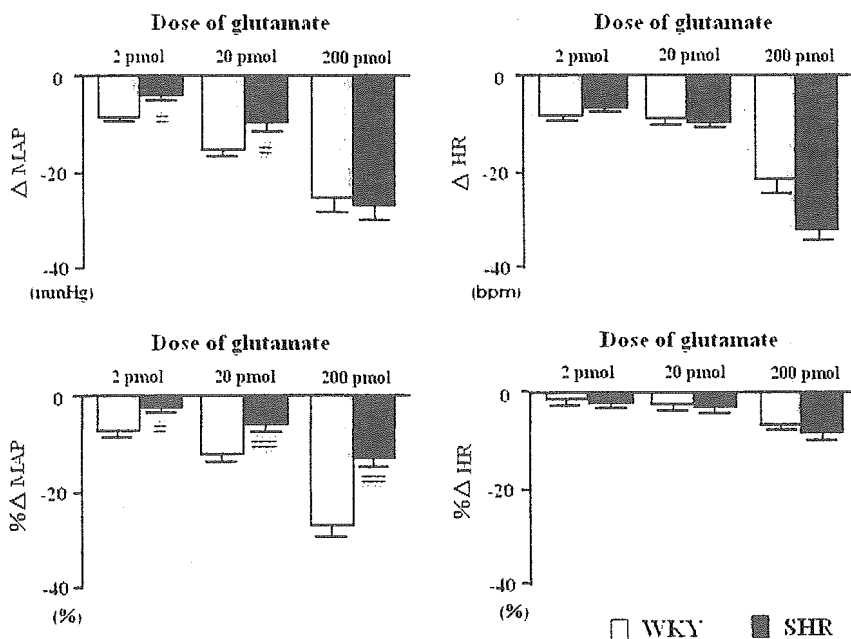 Dose of glutamate
2 pmol 20 pmol 200 pmol
0
-20
-40
Δ MAP
(mmHg)
#
#
Dose of glutamate
2 pmol 20 pmol 200 pmol
0
-20
-40
Δ HR
(bpm)
Dose of glutamate
2 pmol 20 pmol 200 pmol
0
-20
-40
%Δ MAP
(%)
Dose of glutamate
2 pmol 20 pmol 200 pmol
0
-20
-40
%Δ HR
(%)
WKY SHR